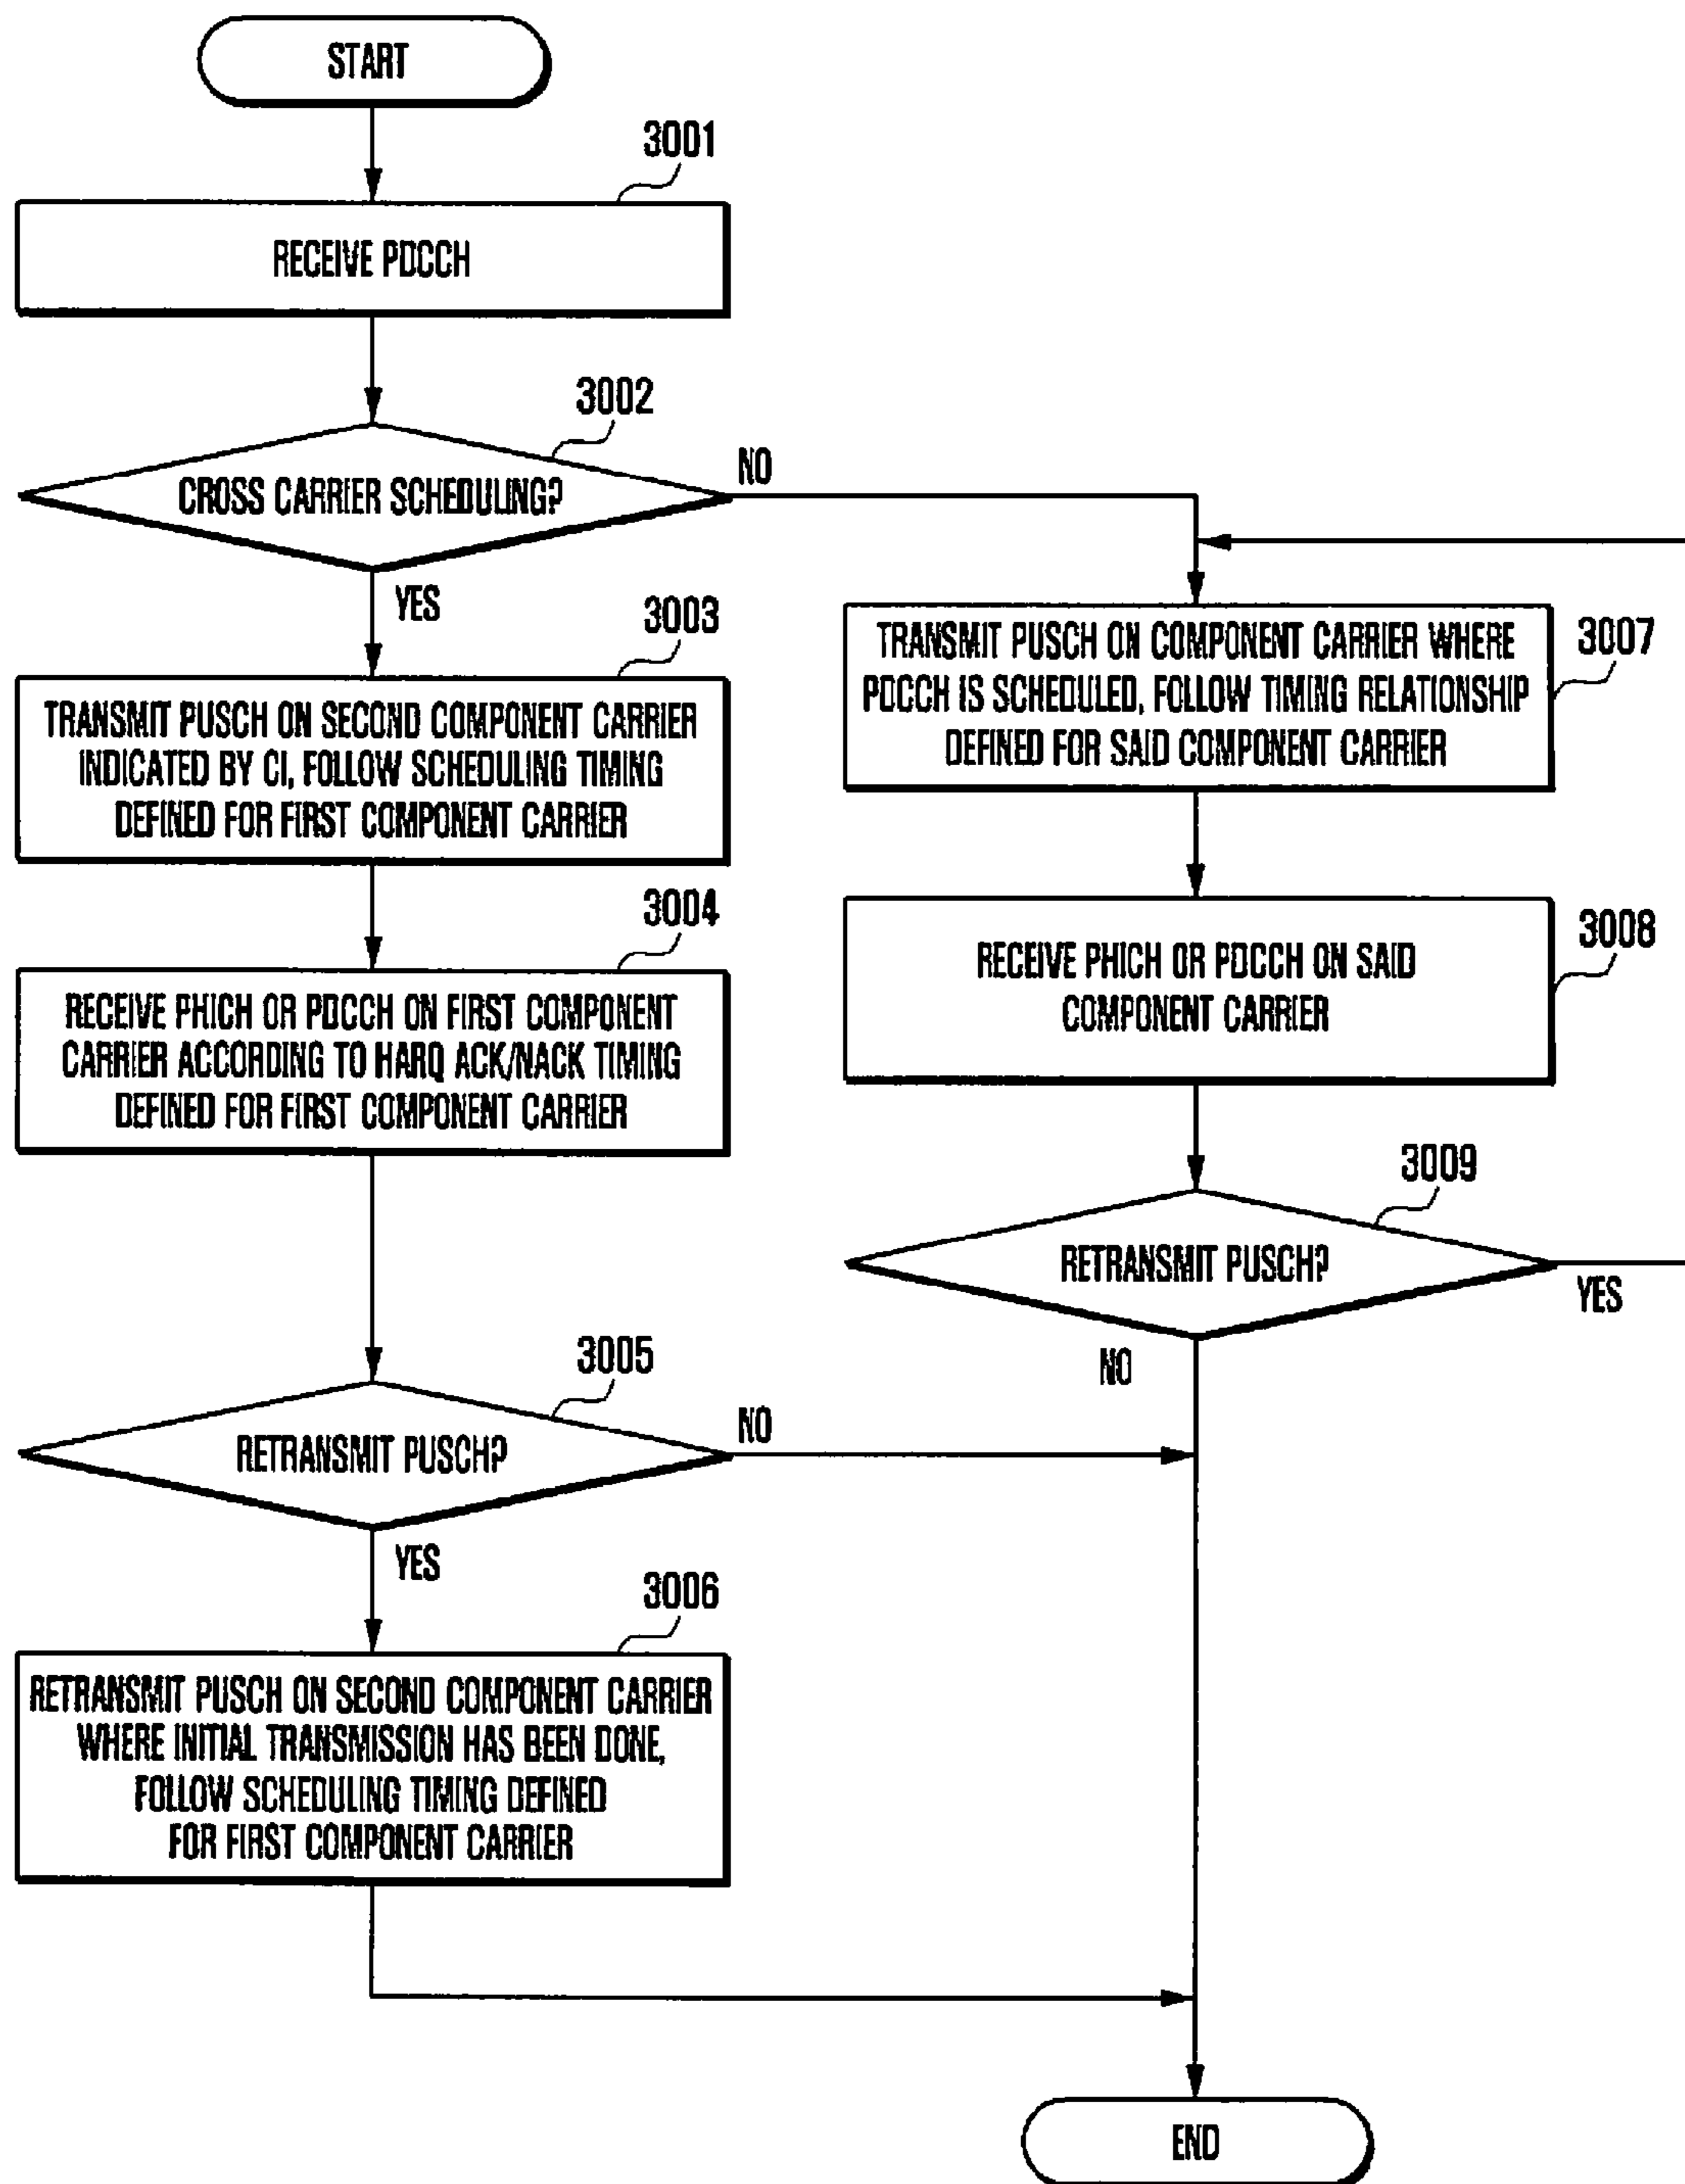 START
3001
RECEIVE PDCCH
3002
CROSS CARRIER SCHEDULING?
NO
YES
3003
TRANSMIT PUSCH ON SECOND COMPONENT CARRIER
INDICATED BY CI, FOLLOW SCHEDULING TIMING
DEFINED FOR FIRST COMPONENT CARRIER
3004
RECEIVE PHICH OR PDCCH ON FIRST COMPONENT
CARRIER ACCORDING TO HARQ ACK/NACK TIMING
DEFINED FOR FIRST COMPONENT CARRIER
3005
RETRANSMIT PUSCH?
NO
YES
3006
RETRANSMIT PUSCH ON SECOND COMPONENT CARRIER
WHERE INITIAL TRANSMISSION HAS BEEN DONE,
FOLLOW SCHEDULING TIMING DEFINED
FOR FIRST COMPONENT CARRIER
TRANSMIT PUSCH ON COMPONENT CARRIER WHERE
PDCCH IS SCHEDULED, FOLLOW TIMING RELATIONSHIP
DEFINED FOR SAID COMPONENT CARRIER
3007
RECEIVE PHICH OR PDCCH ON SAID
COMPONENT CARRIER
3008
3009
RETRANSMIT PUSCH?
YES
NO
END